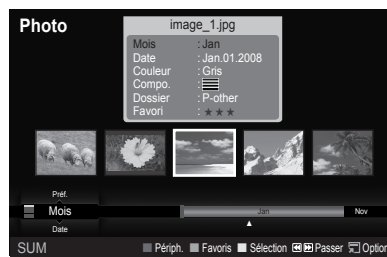 Photo
image_1.jpg
Mois : Jan
Date : Jan.01.2008
Couleur : Gris
Compo. :
Dossier : P-other
Favori : ★ ★ ★
Préf.
Mois
Jan
Nov
Date
SUM
Périph.
Favoris
Sélection
Passer
Option